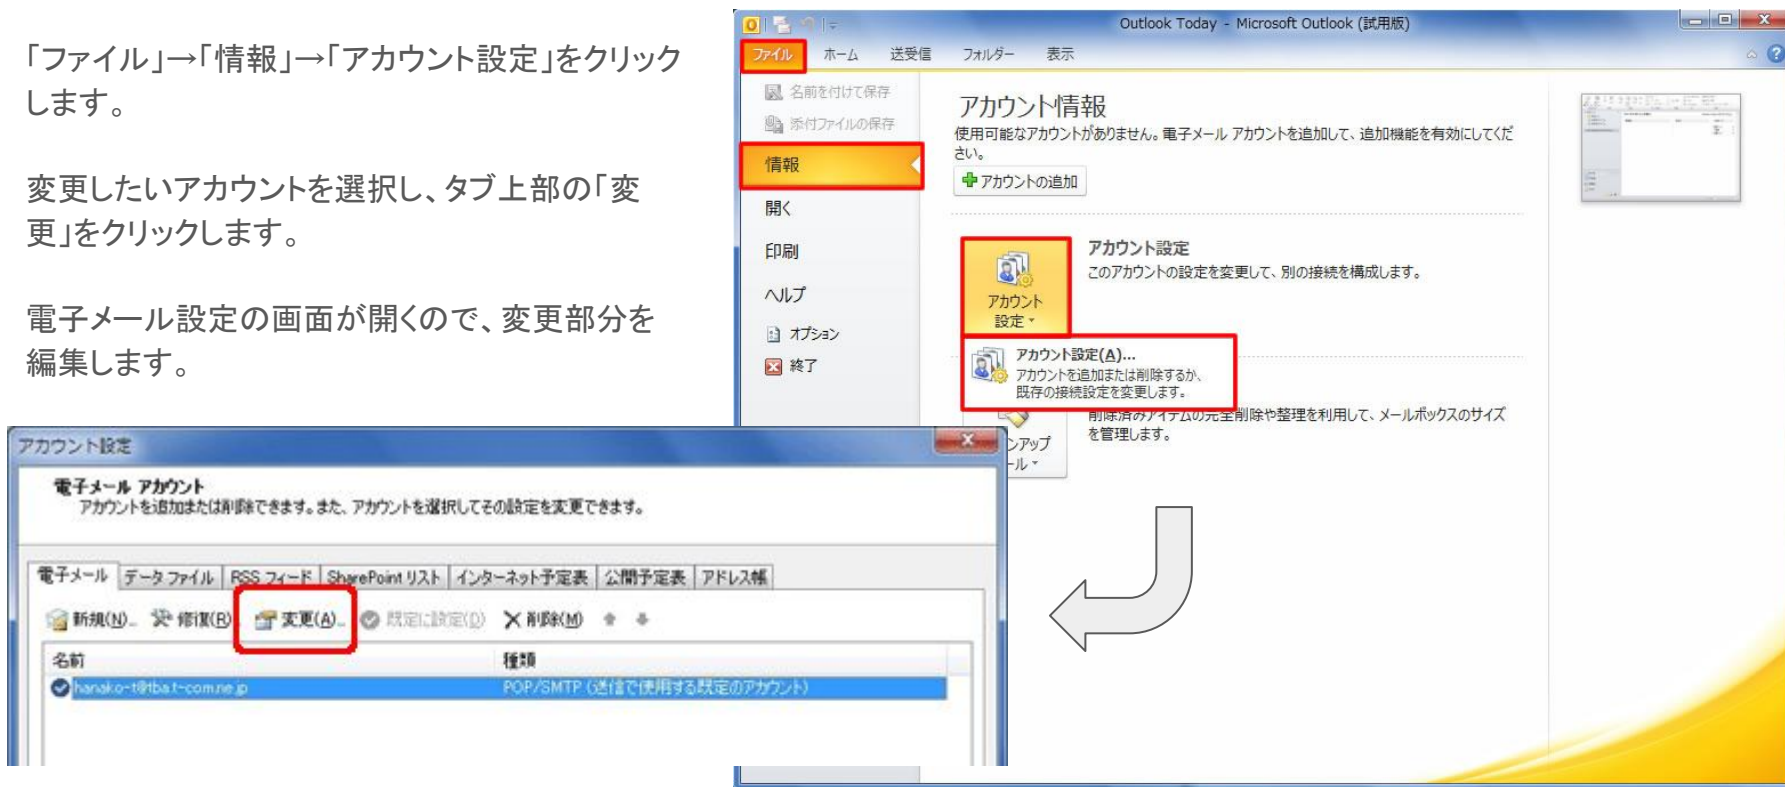 「ファイル」→「情報」→「アカウント設定」をクリック
します。
変更したいアカウントを選択し、タブ上部の「変
更」をクリックします。
電子メール設定の画面が開くので、変更部分を
編集します。
Outlook Today - Microsoft Outlook (試用版)
ファイル ホーム 送受信 フォルダー 表示
名前を付けて保存
添付ファイルの保存
情報
開く
印刷
ヘルプ
オプション
終了
アカウント情報
使用可能なアカウントがありません。電子メール アカウントを追加して、追加機能を有効にしてくだ
さい。
アカウントの追加
アカウント
設定
アカウント設定
このアカウントの設定を変更して、別の接続を構成します。
アカウント設定(A)...
アカウントを追加または削除するか、
既存の接続設定を変更します。
削除済みアイテムの完全削除や整理を利用して、メールボックスのサイズ
を管理します。
ンアップ
ール
アカウント設定
電子メール アカウント
アカウントを追加または削除できます。また、アカウントを選択してその設定を変更できます。
電子メール データ ファイル RSS フィード SharePoint リスト インターネット予定表 公開予定表 アドレス帳
新規(N)... 修復(R) 変更(A)... 既定に設定(D) 削除(M)
名前 種類
hanako-t@tba.t-com.ne.jp POP/SMTP (送信で使用する既定のアカウント)